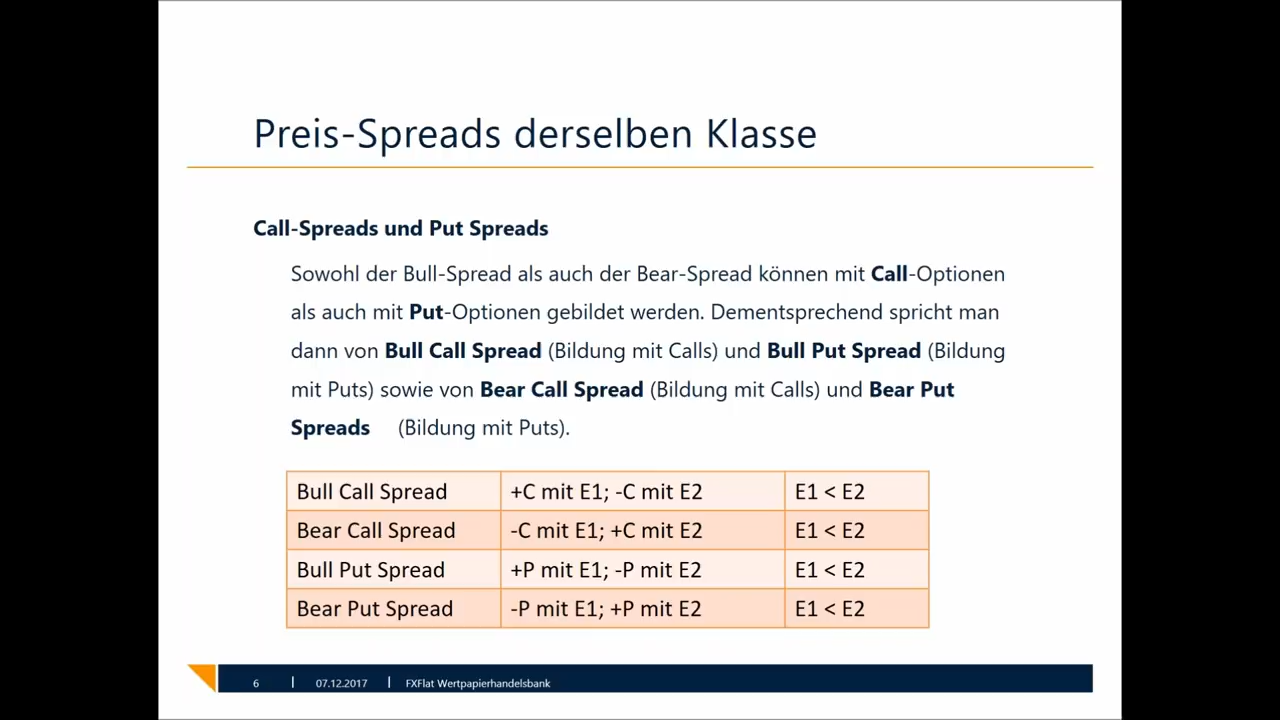 Preis-Spreads derselben Klasse
Call-Spreads und Put Spreads
Sowohl der Bull-Spread als auch der Bear-Spread können mit Call-Optionen
als auch mit Put-Optionen gebildet werden. Dementsprechend spricht man
dann von Bull Call Spread (Bildung mit Calls) und Bull Put Spread (Bildung
mit Puts) sowie von Bear Call Spread (Bildung mit Calls) und Bear Put
Spreads (Bildung mit Puts).
Bull Call Spread +C mit E1; -C mit E2 E1 < E2
Bear Call Spread -C mit E1; +C mit E2 E1 < E2
Bull Put Spread +P mit E1; -P mit E2 E1 < E2
Bear Put Spread -P mit E1; +P mit E2 E1 < E2
6 | 07.12.2017 | FXFlat Wertpapierhandelsbank